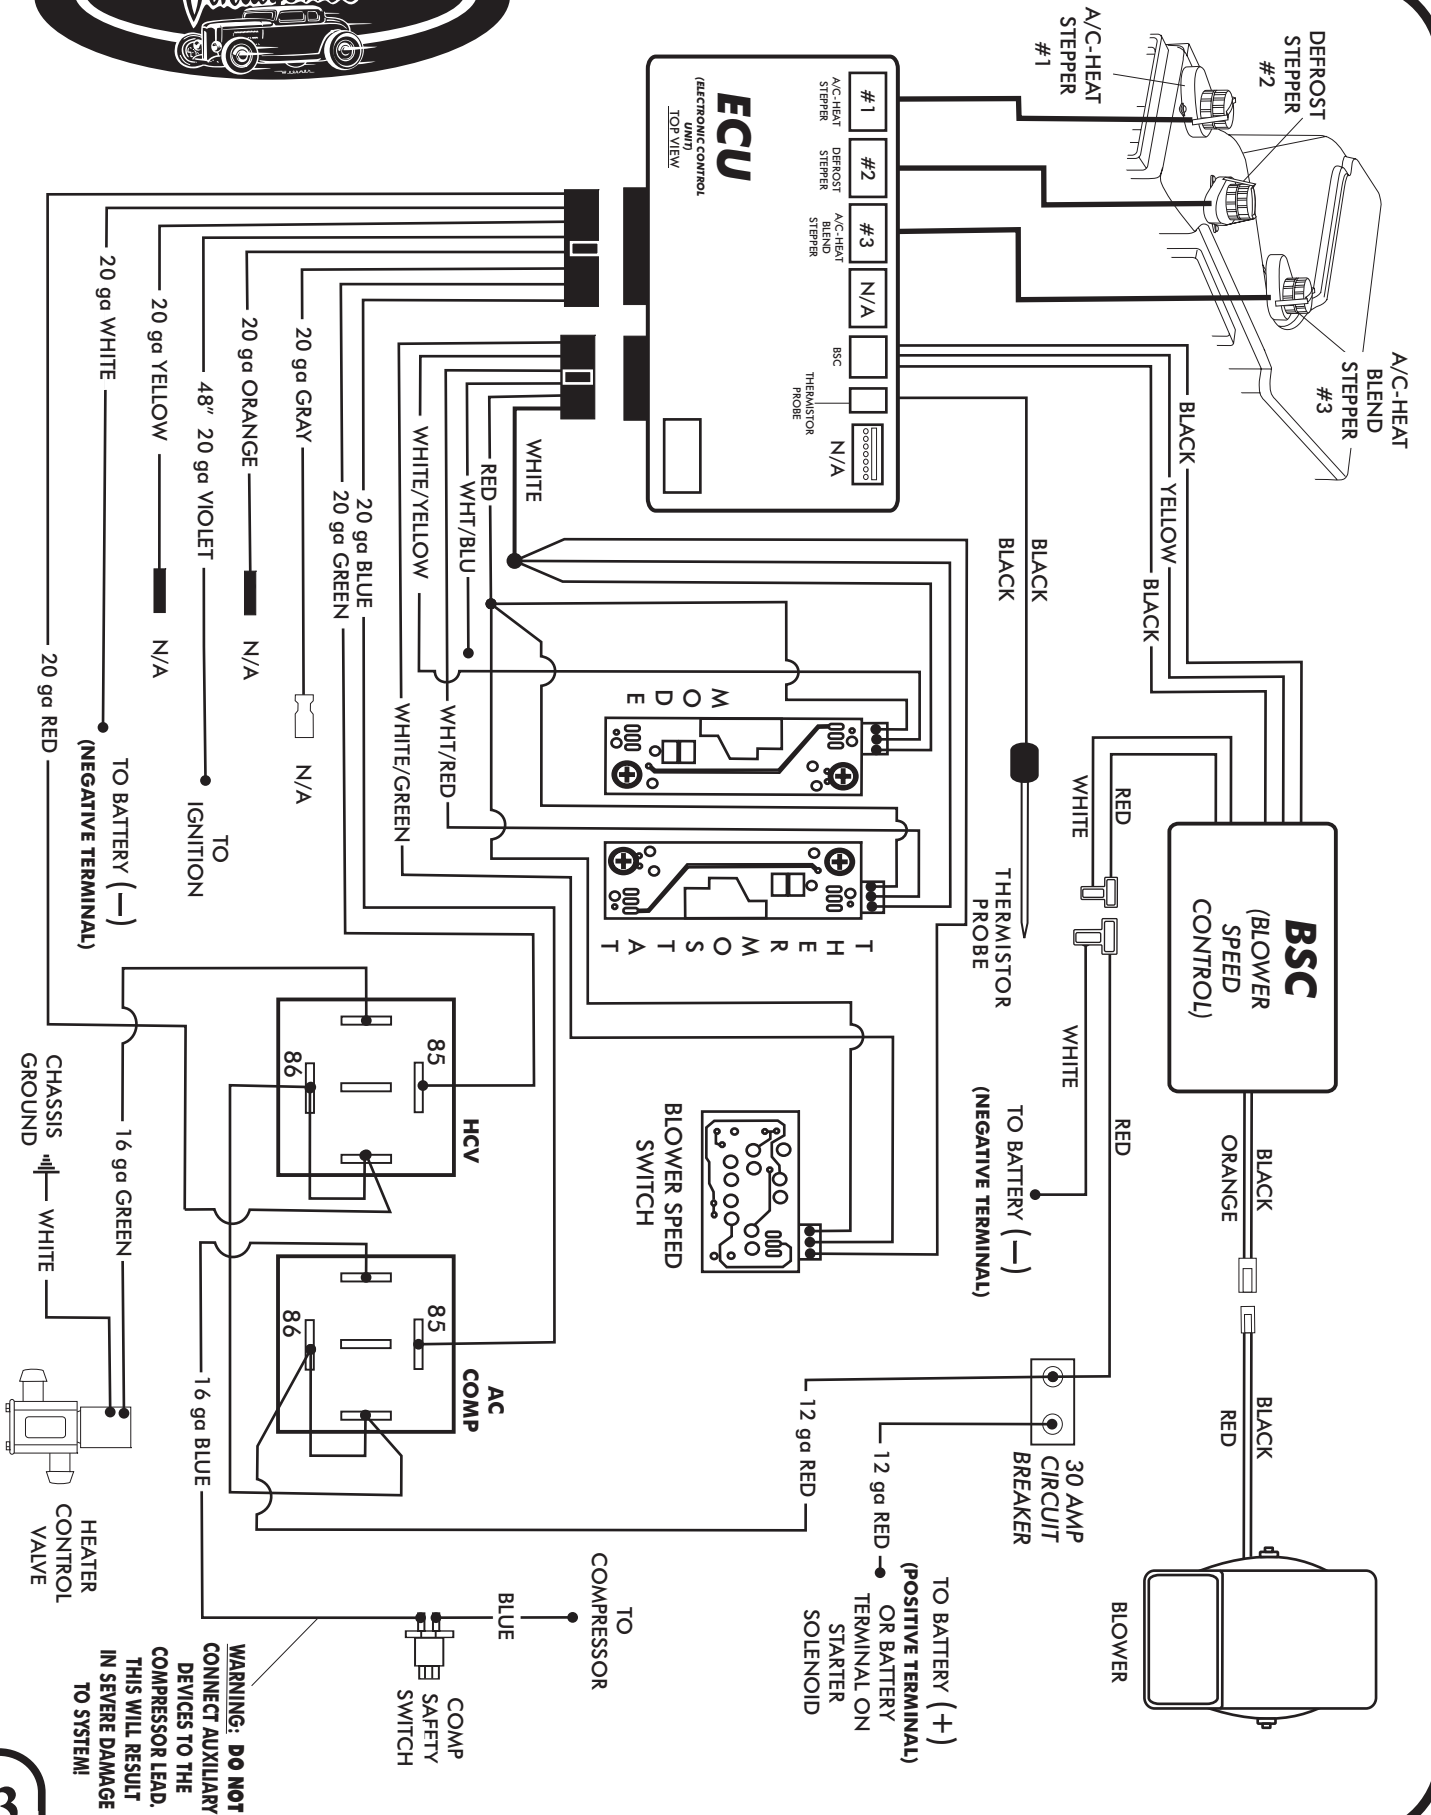 DEFROST
STEPPER
#2
A/C-HEAT
STEPPER
#1
A/C-HEAT
BLEND
STEPPER
#3
ECU
(ELECTRONIC CONTROL
UNIT)
TOP VIEW
#1
A/C-HEAT
STEPPER
#2
DEFROST
STEPPER
#3
A/C-HEAT
BLEND
STEPPER
N/A
BSC
THERMISTOR
PROBE
N/A
BLACK
YELLOW
BLACK
BLACK
BLACK
THERMISTOR
PROBE
BSC
(BLOWER
SPEED
CONTROL)
RED
WHITE
WHITE
RED
BLACK
ORANGE
BLACK
RED
BLOWER
TO BATTERY (—)
(NEGATIVE TERMINAL)
30 AMP
CIRCUIT
BREAKER
12 ga RED
12 ga RED
TO BATTERY (+)
(POSITIVE TERMINAL)
OR BATTERY
TERMINAL ON
STARTER
SOLENOID
WHITE
RED
WHT/BLU
WHITE/YELLOW
WHT/RED
WHITE/GREEN
MODE
THERMOSTAT
BLOWER SPEED
SWITCH
20 ga BLUE
20 ga GREEN
20 ga GRAY
N/A
20 ga ORANGE
N/A
48" 20 ga VIOLET
TO
IGNITION
20 ga YELLOW
N/A
20 ga WHITE
TO BATTERY (—)
(NEGATIVE TERMINAL)
20 ga RED
85
86
HCV
85
86
AC
COMP
16 ga GREEN
CHASSIS
GROUND
WHITE
HEATER
CONTROL
VALVE
16 ga BLUE
BLUE
TO
COMPRESSOR
COMP
SAFETY
SWITCH
WARNING: DO NOT
CONNECT AUXILIARY
DEVICES TO THE
COMPRESSOR LEAD.
THIS WILL RESULT
IN SEVERE DAMAGE
TO SYSTEM!
3